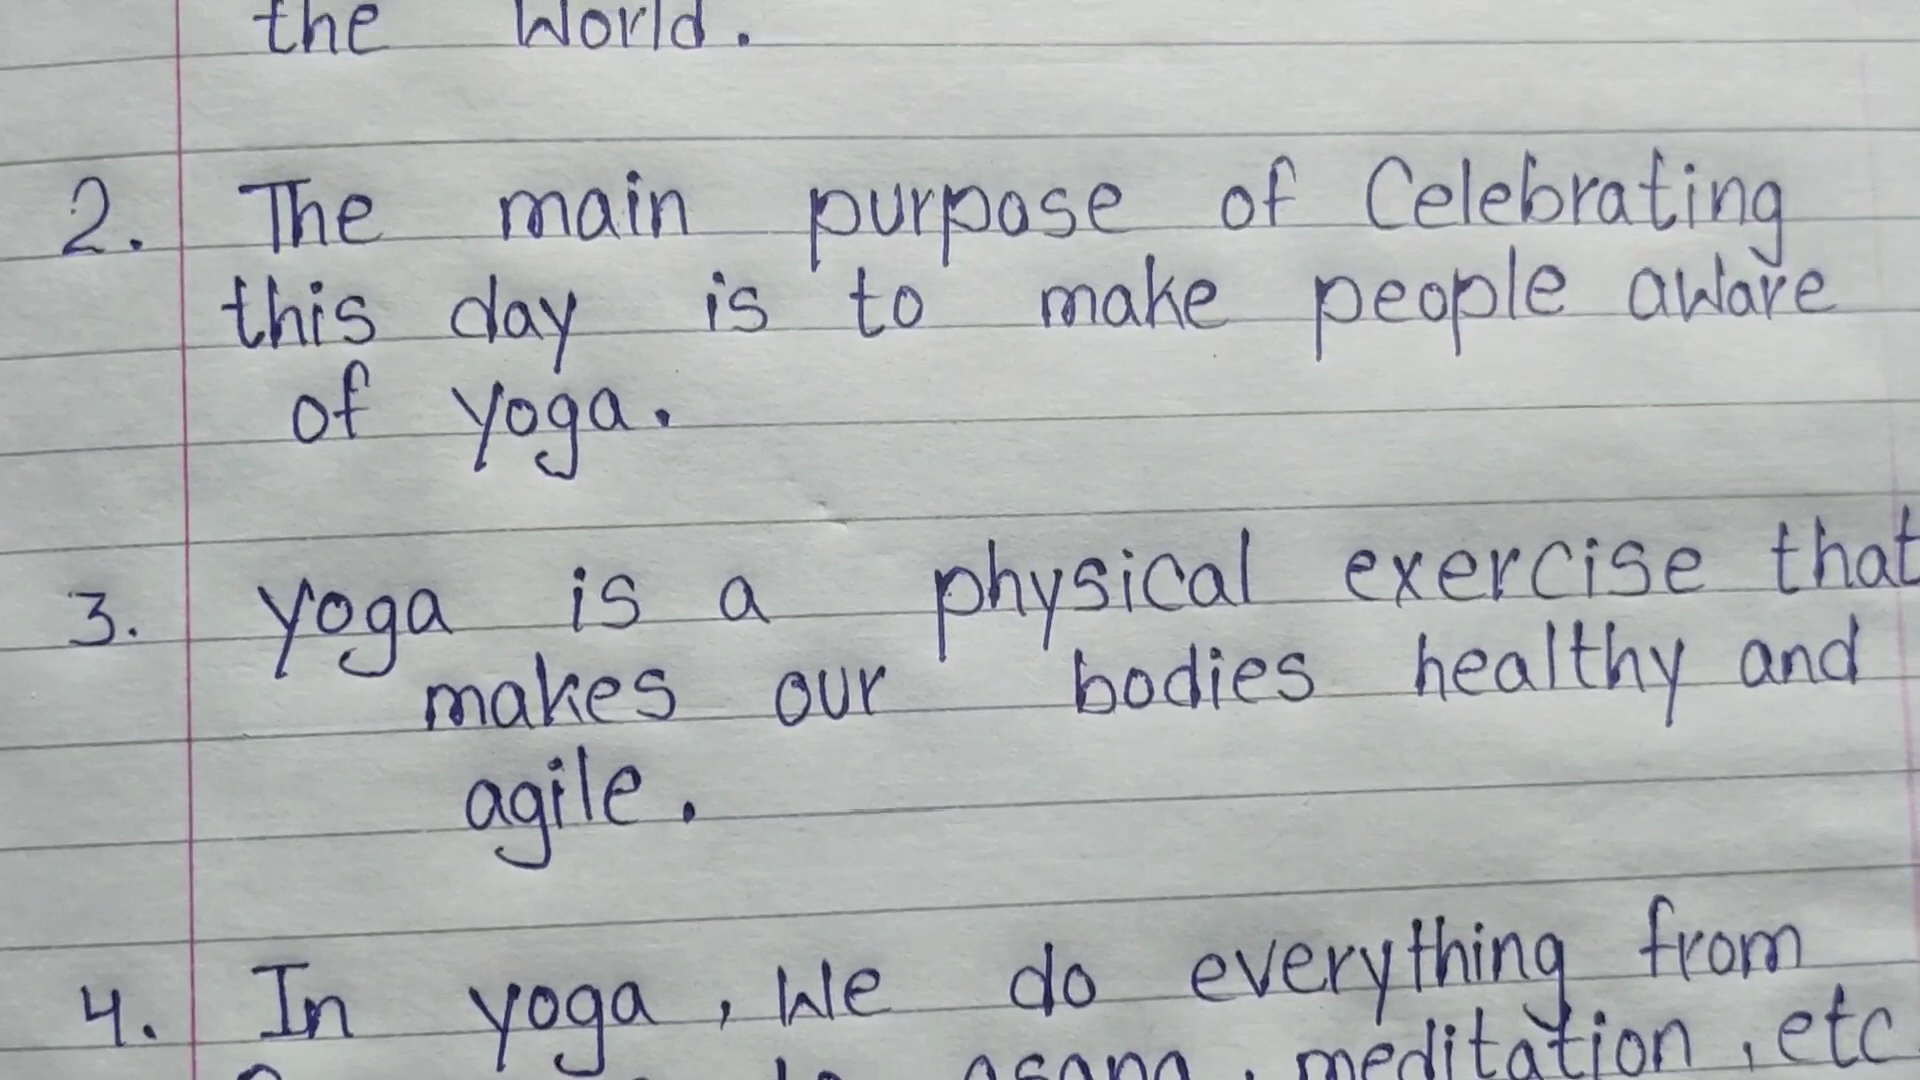 the World.
2. The main purpose of Celebrating
this day is to make people aware
of yoga.
3. Yoga is a physical exercise that
makes our bodies healthy and
agile.
4. In yoga, We do everything from
asana, meditation, etc